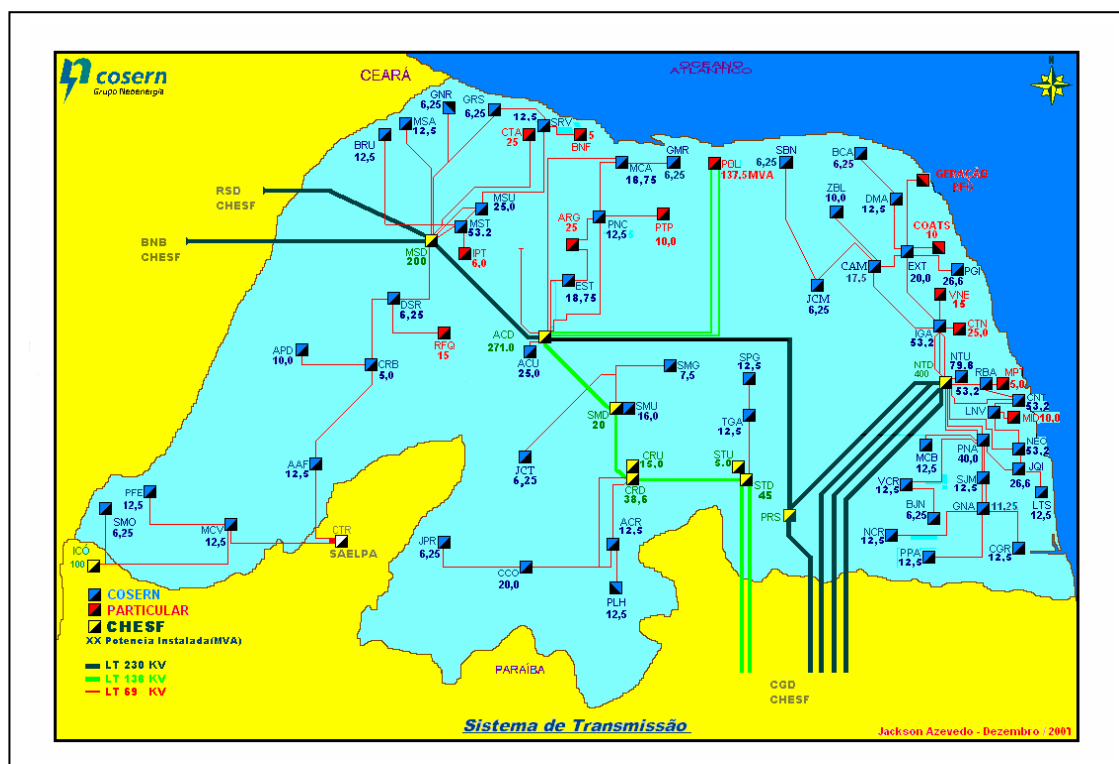 OCEANO
ATLÂNTICO
N
cosern
Grupo Neoenergia
CEARÁ
GNR
6,25
GRS
6,25
MSA
12,5
BRU
12,5
12,5
SRV
CTA
25
5
BNF
MCA
18,75
GMR
6,25
POLI
137.5MVA
SBN
6,25
BCA
6,25
ZBL
10,0
DMA
12,5
COATS
10
RSD
CHESF
BNB
CHESF
MSU
25,0
MST
53.2
MSD
200
IPT
6,0
ARG
25
PNC
12,5
PTP
10,0
EST
18,75
CAM
17.5
EXT
20,0
PGI
26,6
VNE
15
JCM
6,25
DSR
6,25
RFQ
15
ACD
271.0
ACU
25,0
IGA
53,2
CTN
25,0
APD
10,0
CRB
5,0
SMG
7,5
SPG
12,5
NTU
79.8
NTD
400
53,2
RBA
MPT
5,0
CNT
53,2
LNV
MID
10,0
SMD
20
SMU
16,0
TGA
12,5
NEO
53,2
PNA
40,0
MCB
12,5
JQI
26,6
AAF
12,5
JCT
6,25
CRU
15,0
CRD
38,6
STU
5.0
STD
45
VCR
12,5
SJM
12,5
LTS
12,5
PFE
12,5
SMO
6,25
MCV
12,5
CTR
SAELPA
PRS
BJN
6,25
GNA
11.25
NCR
12,5
PPA
12,5
CGR
12,5
ICÓ
100
JPR
6,25
CCO
20,0
ACR
12,5
PLH
12,5
COSERN
PARTICULAR
CHESF
XX Potencia Instalada(MVA)
LT 230 KV
LT 138 KV
LT 69 KV
PARAÍBA
CGD
CHESF
Sistema de Transmissão
Jackson Azevedo - Dezembro / 2001